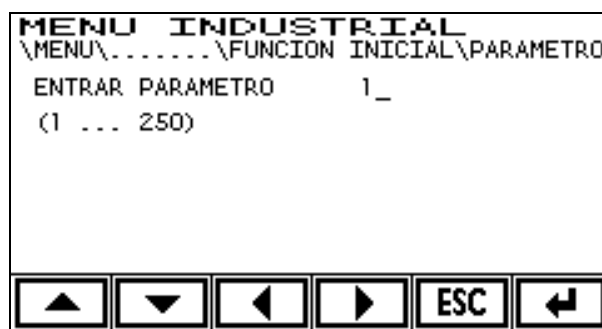 MENU INDUSTRIAL
\MENU\........\FUNCION INICIAL\PARAMETRO
ENTRAR PARAMETRO 1_
(1 ... 250)
ESC